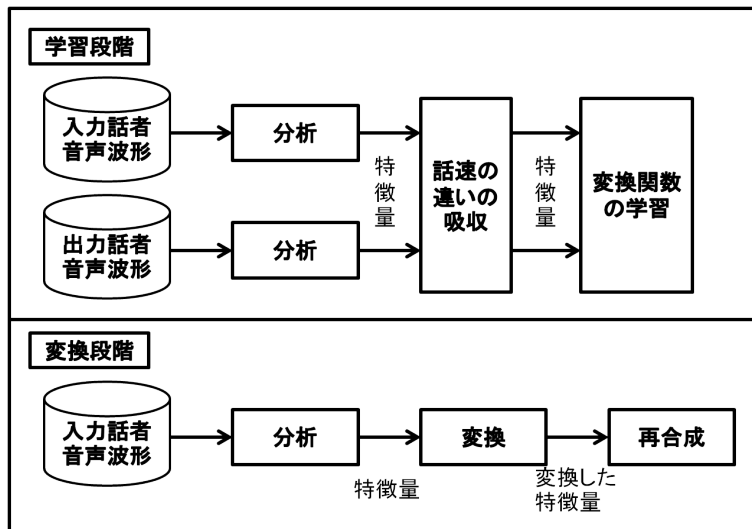 学習段階
入力話者
音声波形
分析
特
徴
量
話速の
違いの
吸収
特
徴
量
変換関数
の学習
出力話者
音声波形
分析
変換段階
入力話者
音声波形
分析
特徴量
変換
変換した
特徴量
再合成